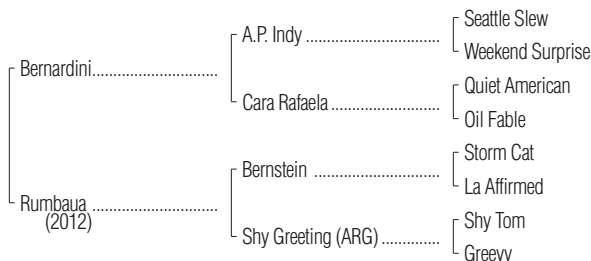 Seattle Slew
A.P. Indy ..........................................
Weekend Surprise
Bernardini.......................................
Quiet American
Cara Rafaela ..................................
Oil Fable
Storm Cat
Bernstein .......................................
La Affirmed
Rumbaua .......................................
(2012)
Shy Tom
Shy Greeting (ARG) ..............
Greevy